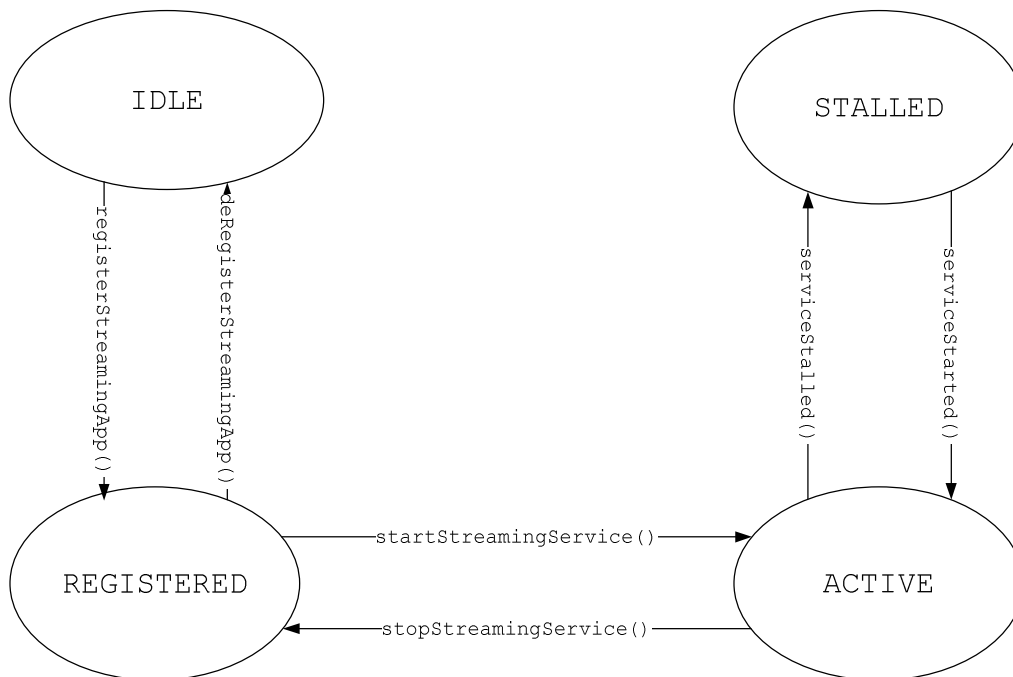 IDLE
STALLED
registerStreamingApp()
deRegisterStreamingApp()
serviceStalled()
serviceStarted()
startStreamingService()
REGISTERED
ACTIVE
stopStreamingService()